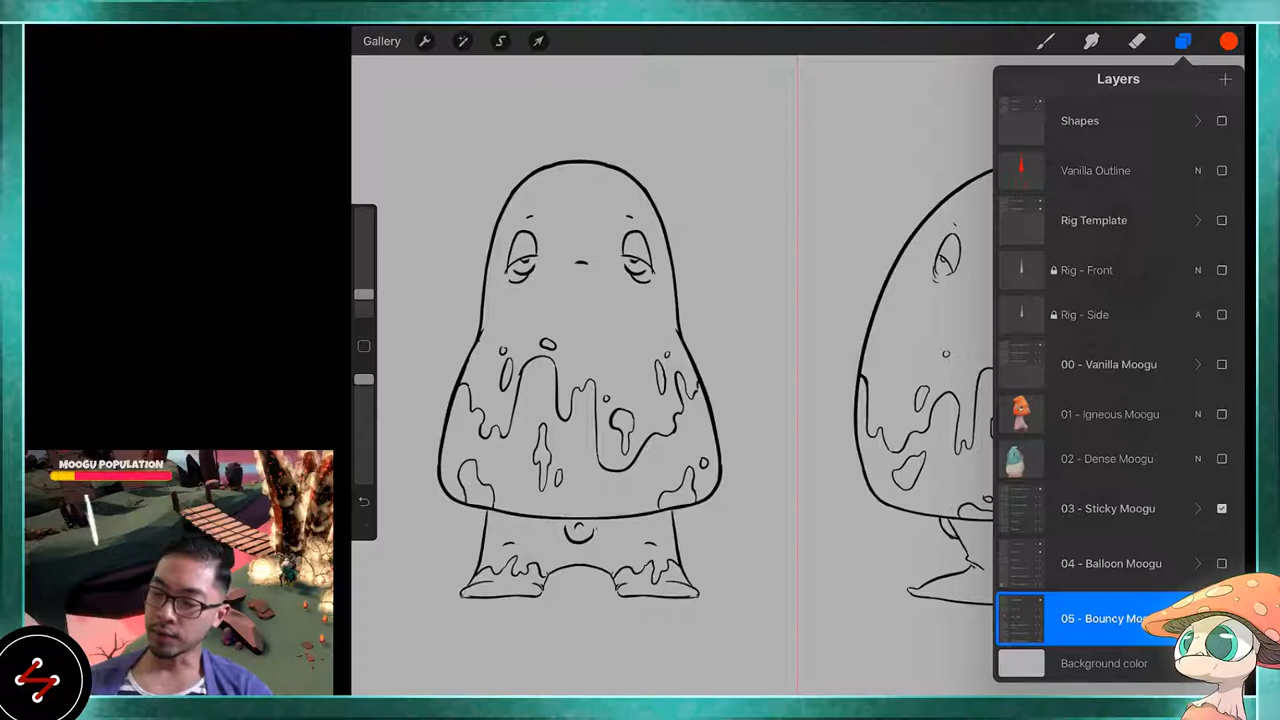 Gallery
Layers
Shapes
Vanilla Outline N
Rig Template
Rig - Front N
Rig - Side A
00 - Vanilla Moogu
01 - Igneous Moogu N
02 - Dense Moogu N
03 - Sticky Moogu
04 - Balloon Moogu
05 - Bouncy
Background color
MOOGU POPULATION